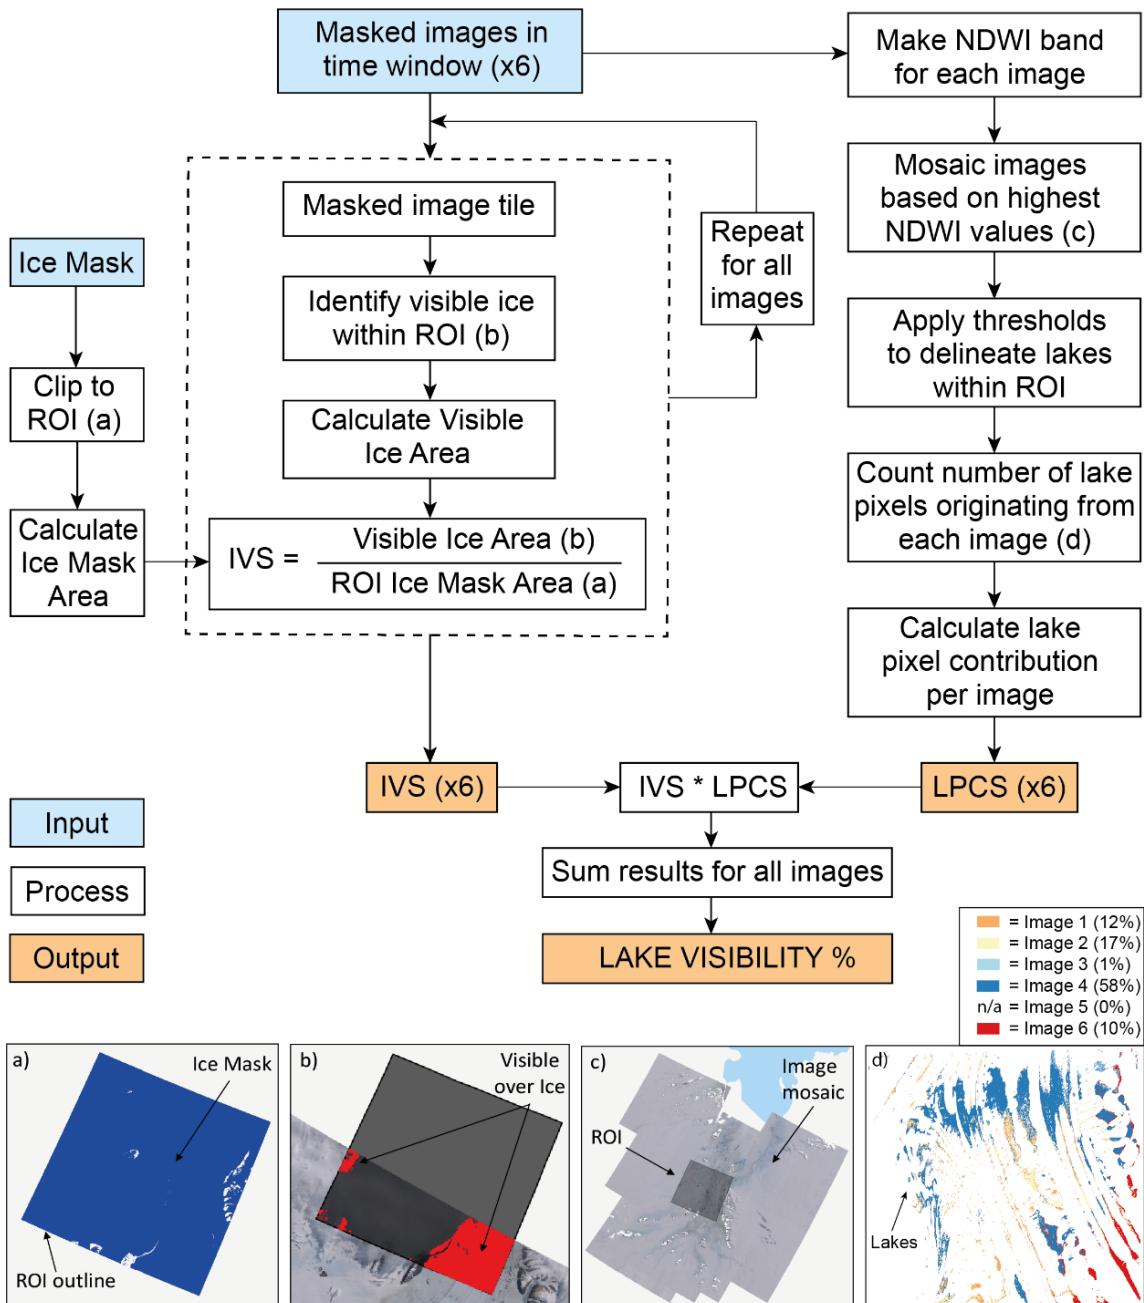 Masked images in
time window (x6)
Make NDWI band
for each image
Mosaic images
based on highest
NDWI values (c)
Masked image tile
Repeat
for all
images
Ice Mask
Identify visible ice
within ROI (b)
Apply thresholds
to delineate lakes
within ROI
Clip to
ROI (a)
Calculate Visible
Ice Area
Count number of lake
pixels originating from
each image (d)
Calculate
Ice Mask
Area
IVS =
Visible Ice Area (b)
ROI Ice Mask Area (a)
Calculate lake
pixel contribution
per image
IVS (x6)
IVS * LPCS
LPCS (x6)
Input
Sum results for all images
Process
LAKE VISIBILITY %
Output
= Image 1 (12%)
= Image 2 (17%)
= Image 3 (1%)
= Image 4 (58%)
n/a = Image 5 (0%)
= Image 6 (10%)
a)
Ice Mask
ROI outline
b)
Visible
over Ice
c)
Image
mosaic
ROI
d)
Lakes